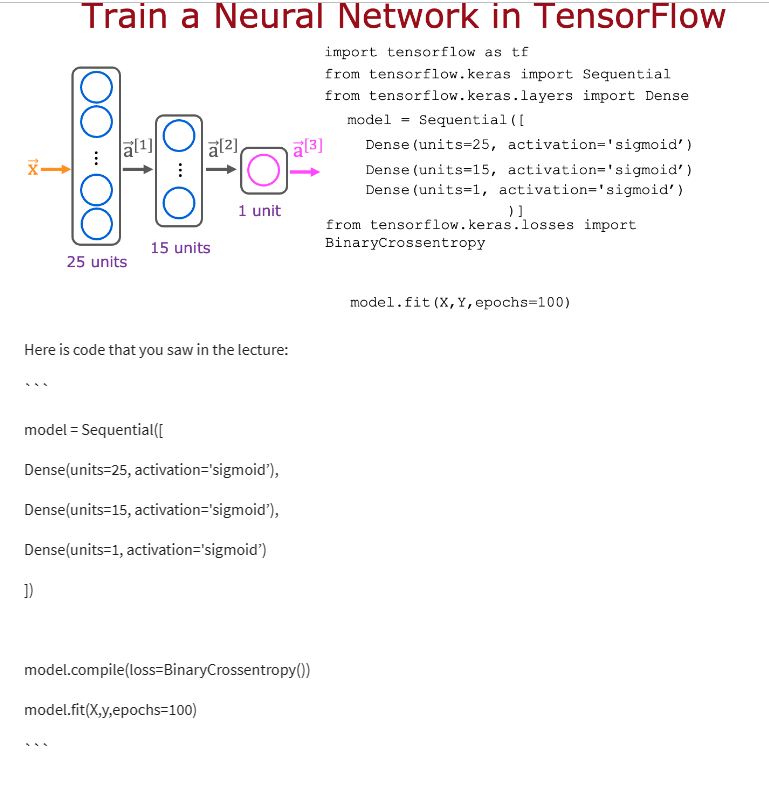 Train a Neural Network in TensorFlow
import tensorflow as tf
from tensorflow.keras import Sequential
from tensorflow.keras.layers import Dense
model = Sequential([
Dense(units=25, activation='sigmoid’)
Dense(units=15, activation='sigmoid’)
Dense(units=1, activation='sigmoid’)
)]
from tensorflow.keras.losses import
BinaryCrossentropy
model.fit(X,Y,epochs=100)
x⃗
a⃗[1]
a⃗[2]
a⃗[3]
25 units
15 units
1 unit
Here is code that you saw in the lecture:
```
model = Sequential([
Dense(units=25, activation='sigmoid’),
Dense(units=15, activation='sigmoid’),
Dense(units=1, activation='sigmoid’)
])
model.compile(loss=BinaryCrossentropy())
model.fit(X,y,epochs=100)
```